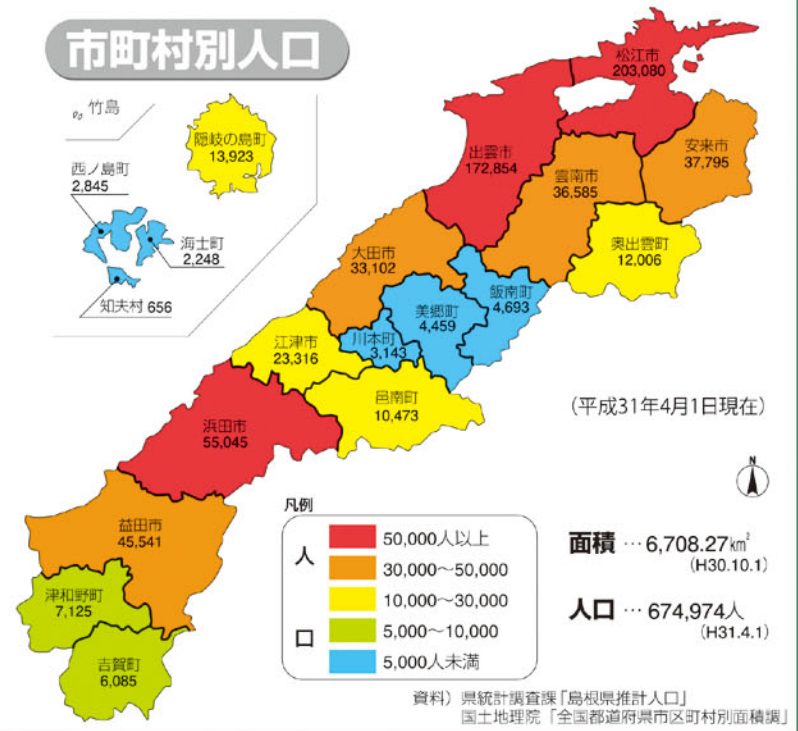 市町村別人口
竹島
隠岐の島町
13,923
西ノ島町
2,845
海士町
2,248
知夫村 656
松江市
203,080
出雲市
172,854
安来市
37,795
雲南市
36,585
奥出雲町
12,006
大田市
33,102
飯南町
4,693
美郷町
4,459
川本町
3,143
江津市
23,316
邑南町
10,473
浜田市
55,045
益田市
45,541
津和野町
7,125
吉賀町
6,085
(平成31年4月1日現在)
N
凡例
人口
50,000人以上
30,000〜50,000
10,000〜30,000
5,000〜10,000
5,000人未満
面積 … 6,708.27㎢
(H30.10.1)
人口 … 674,974人
(H31.4.1)
資料) 県統計調査課「島根県推計人口」
国土地理院「全国都道府県市区町村別面積調」